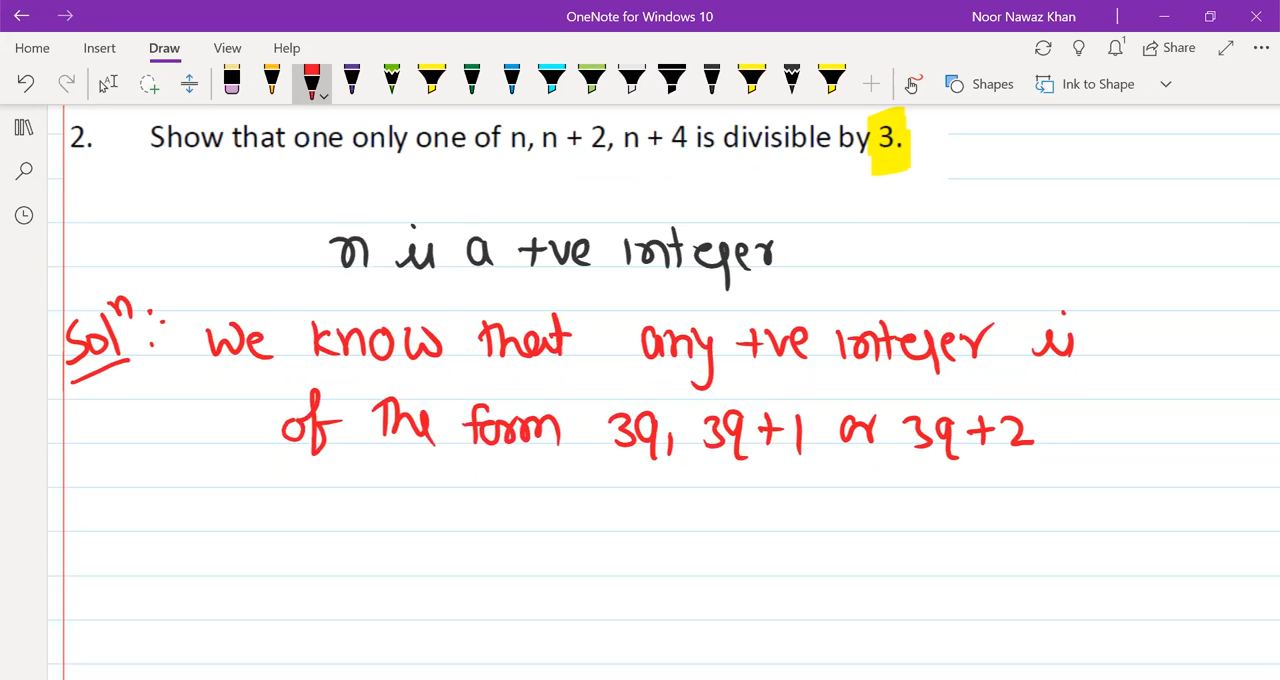 OneNote for Windows 10
Noor Nawaz Khan
Home Insert Draw View Help
1
Share
Shapes
Ink to Shape
2. Show that one only one of n, n + 2, n + 4 is divisible by 3.
n is a +ve integer
Solⁿ: We know that any +ve integer is
of the form 3q, 3q+1 or 3q+2